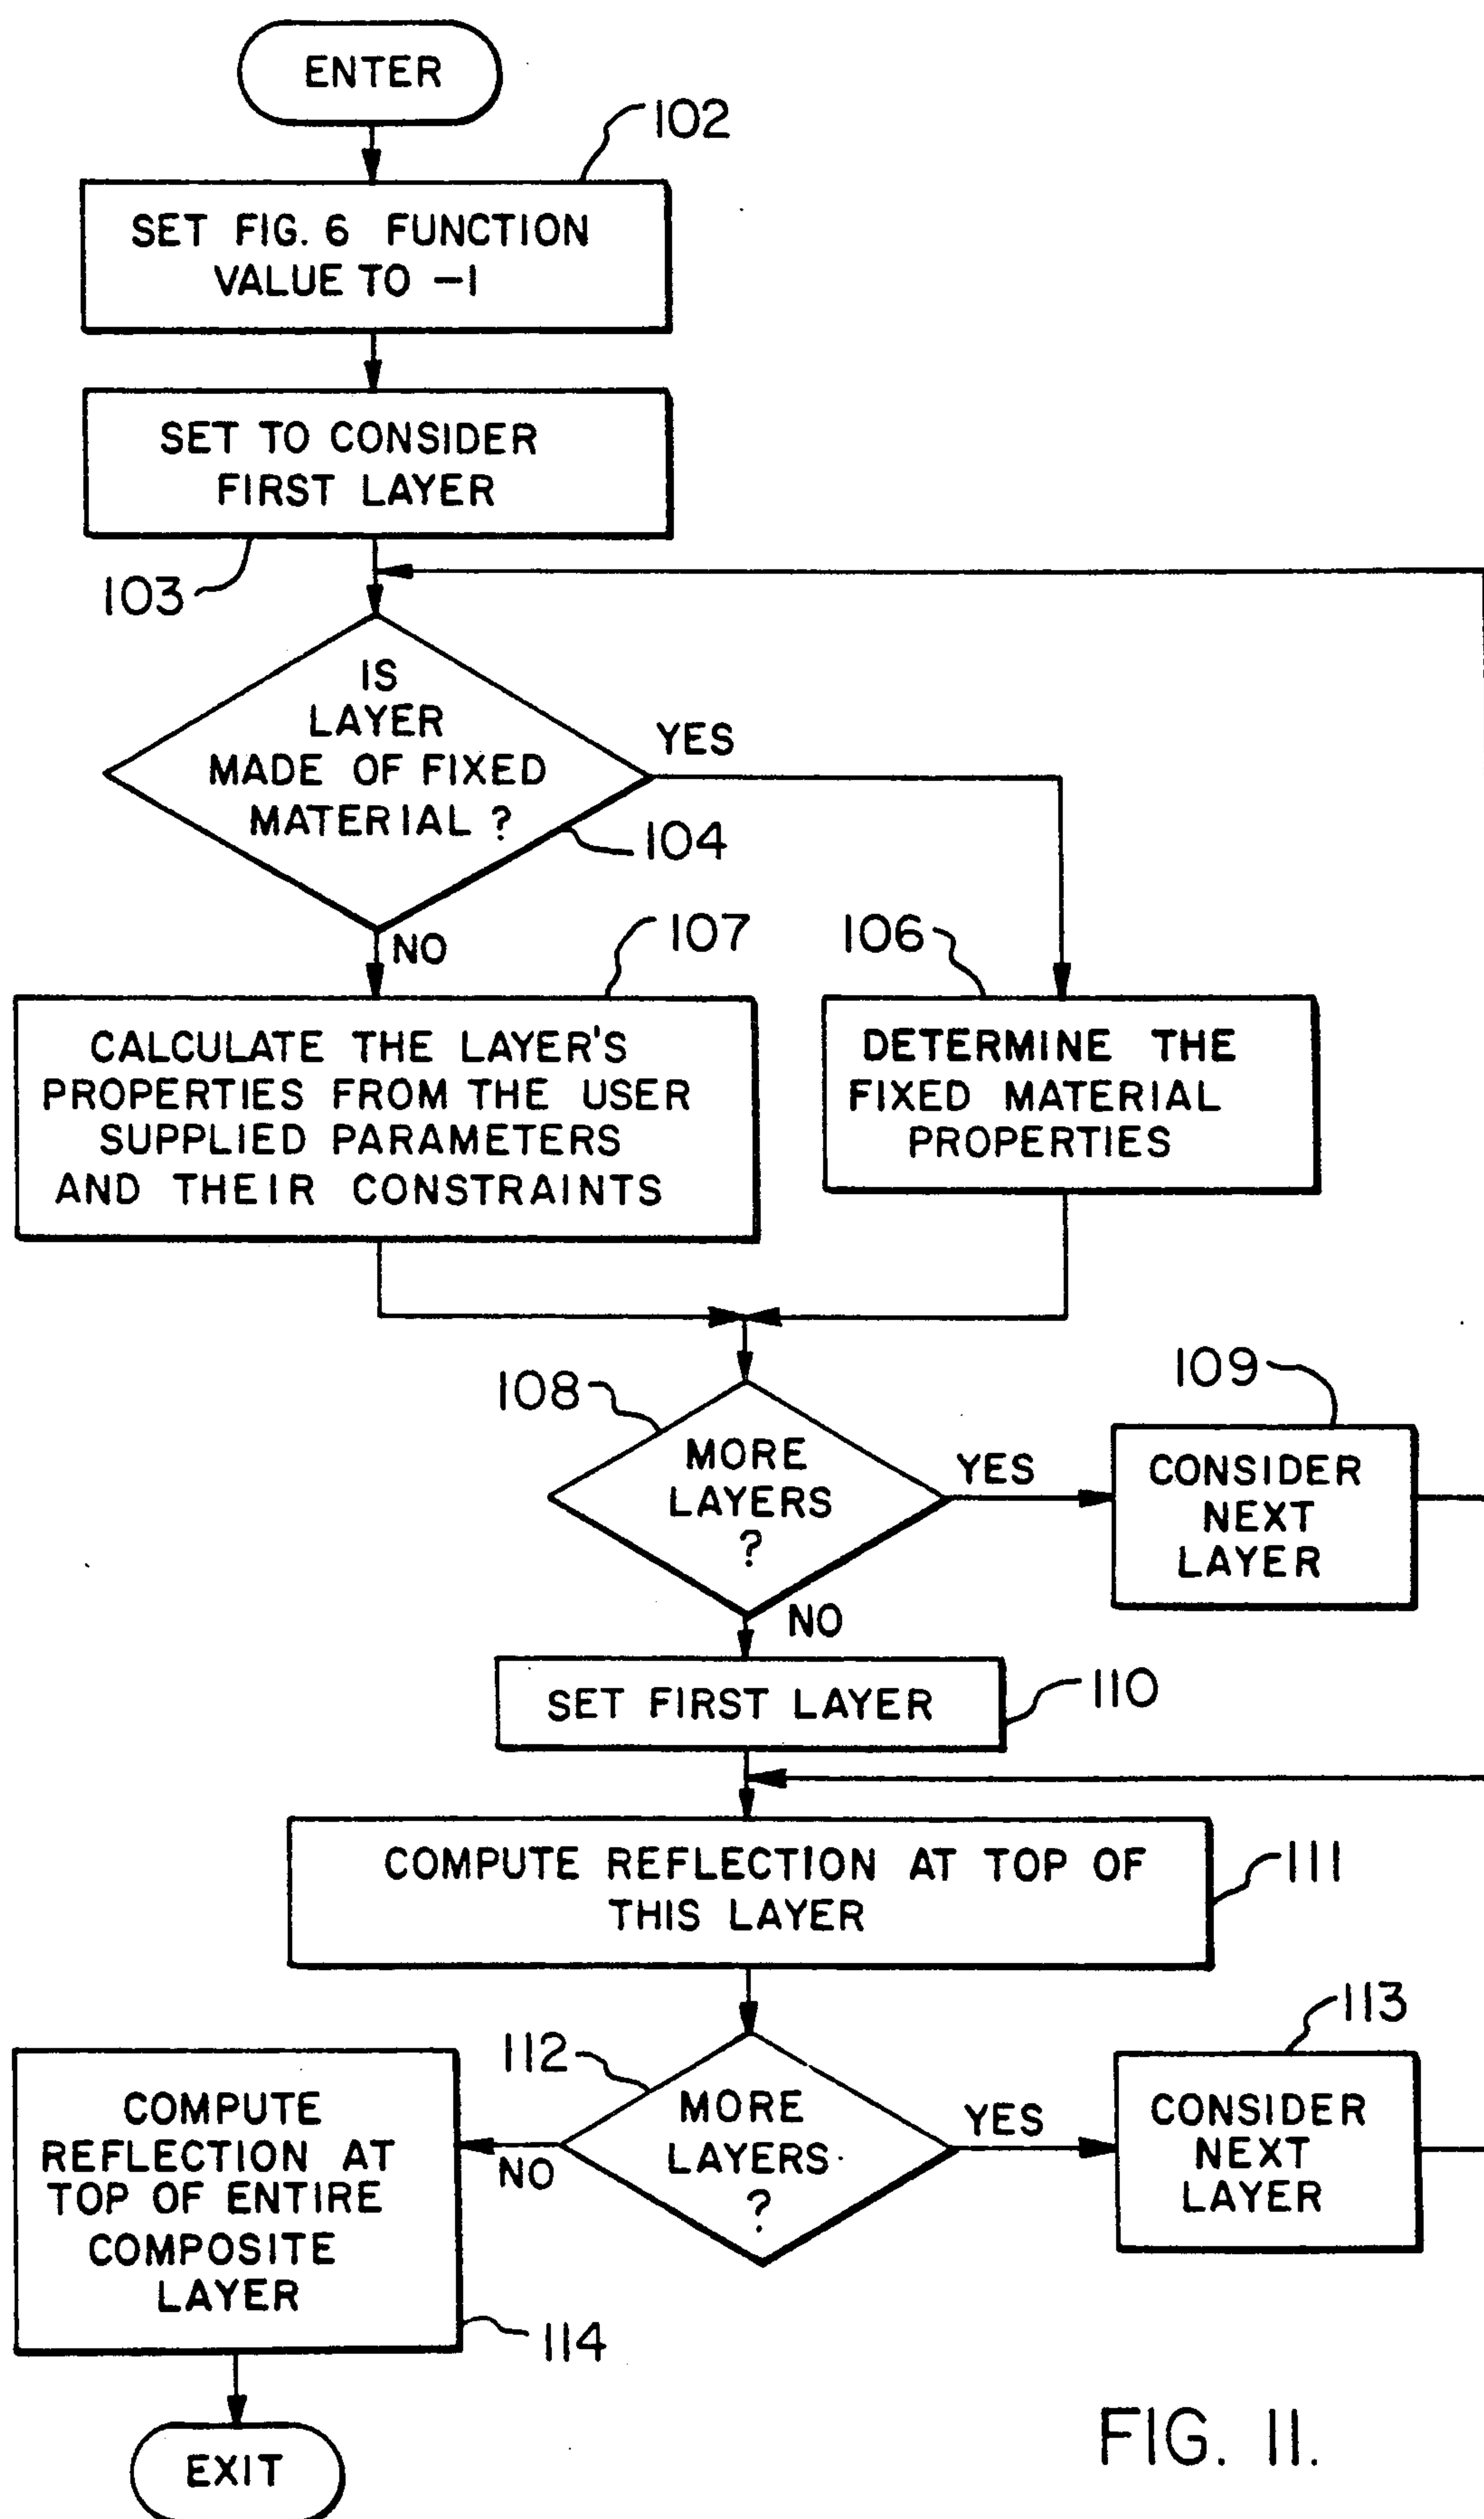 ENTER
102
SET FIG. 6 FUNCTION
VALUE TO -1
SET TO CONSIDER
FIRST LAYER
103
IS
LAYER
MADE OF FIXED
MATERIAL ?
YES
104
NO
107
106
CALCULATE THE LAYER'S
PROPERTIES FROM THE USER
SUPPLIED PARAMETERS
AND THEIR CONSTRAINTS
DETERMINE THE
FIXED MATERIAL
PROPERTIES
108
MORE
LAYERS
?
YES
109
CONSIDER
NEXT
LAYER
NO
SET FIRST LAYER
110
COMPUTE REFLECTION AT TOP OF
THIS LAYER
111
112
MORE
LAYERS
?
YES
113
CONSIDER
NEXT
LAYER
NO
COMPUTE
REFLECTION AT
TOP OF ENTIRE
COMPOSITE
LAYER
114
EXIT
FIG. 11.